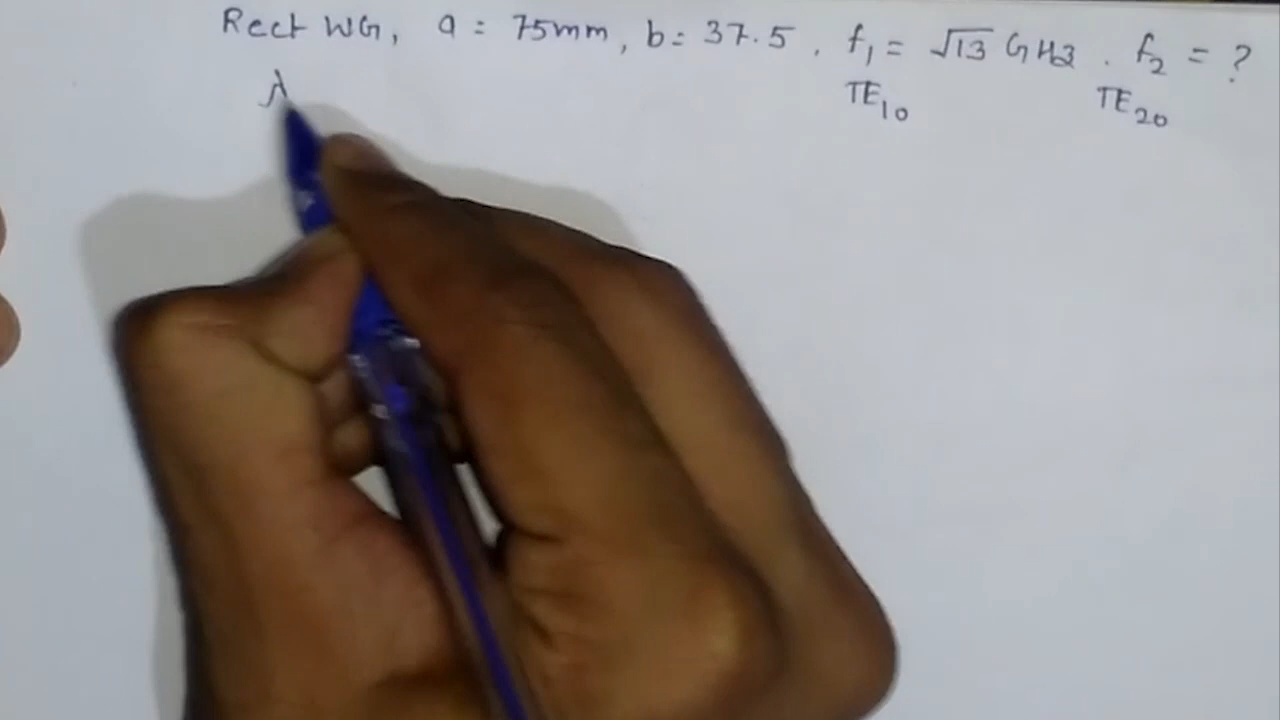 Rect WG, a = 75mm, b = 37.5, f₁ = √13 GHz. f₂ = ?
TE₁₀ TE₂₀
λ